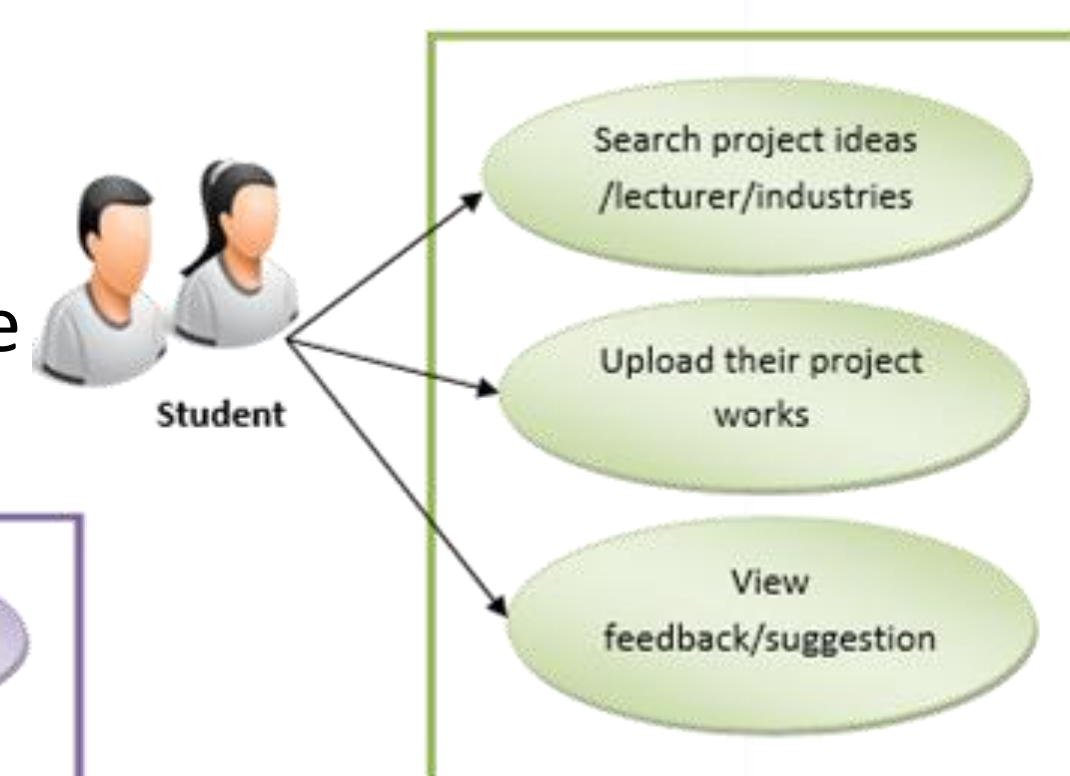 Search project ideas
/lecturer/industries
e
Upload their project
works
Student
View
feedback/suggestion